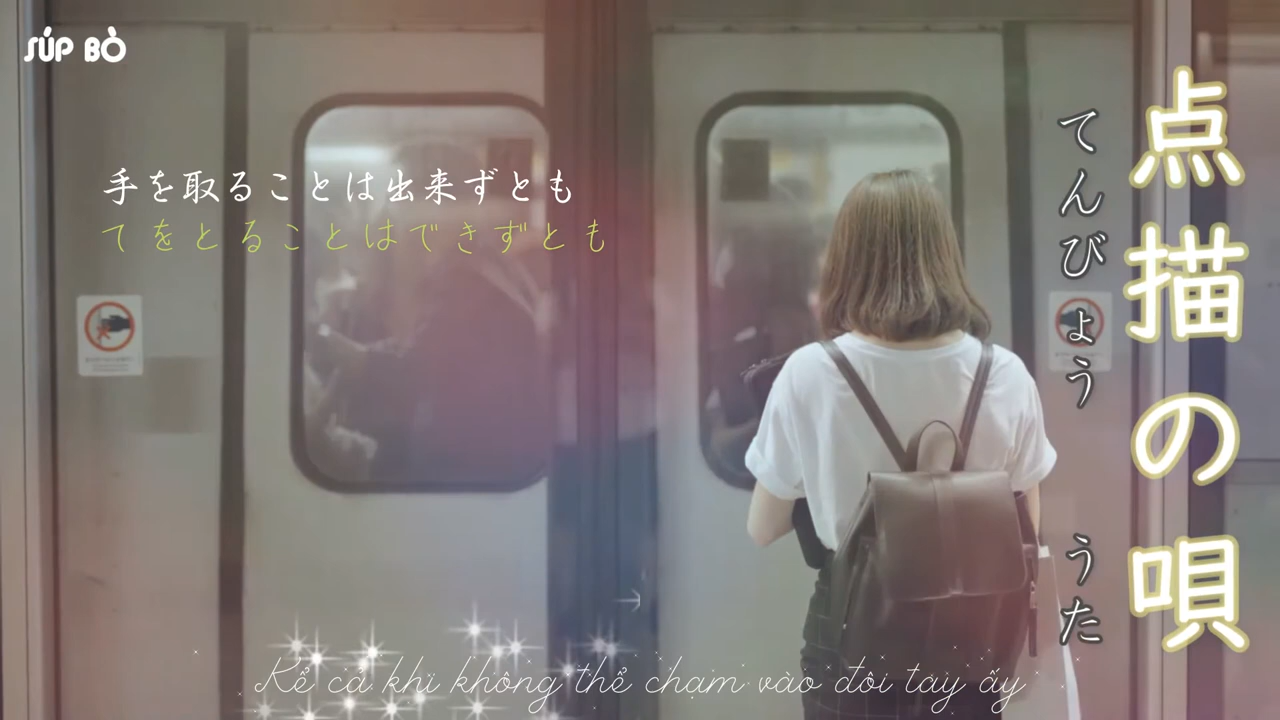 SÚP BÒ
手を取ることは出来ずとも
てをとることはできずとも
点描の唄
てんびょう うた
Kể cả khi không thể chạm vào đôi tay ấy